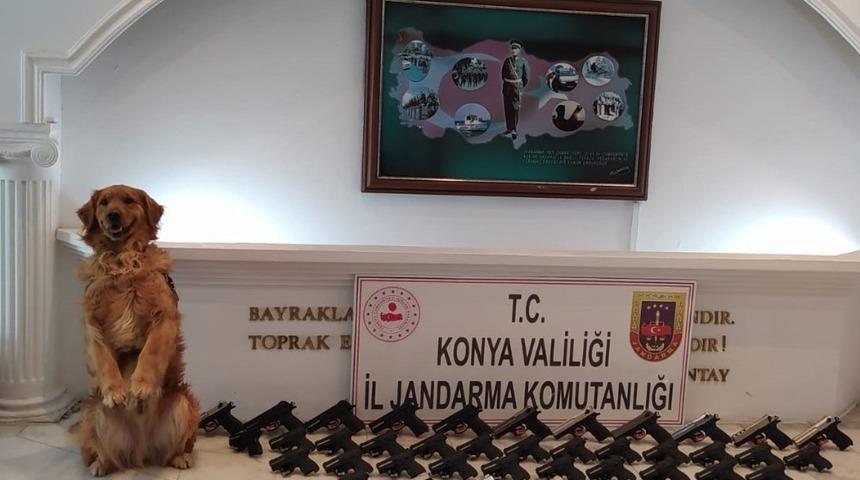 BAYRAKLA
NDIR.
TOPRAK E
DIR!
NTAY
T.C.
KONYA VALİLİĞİ
İL JANDARMA KOMUTANLIĞI
JANDARMA